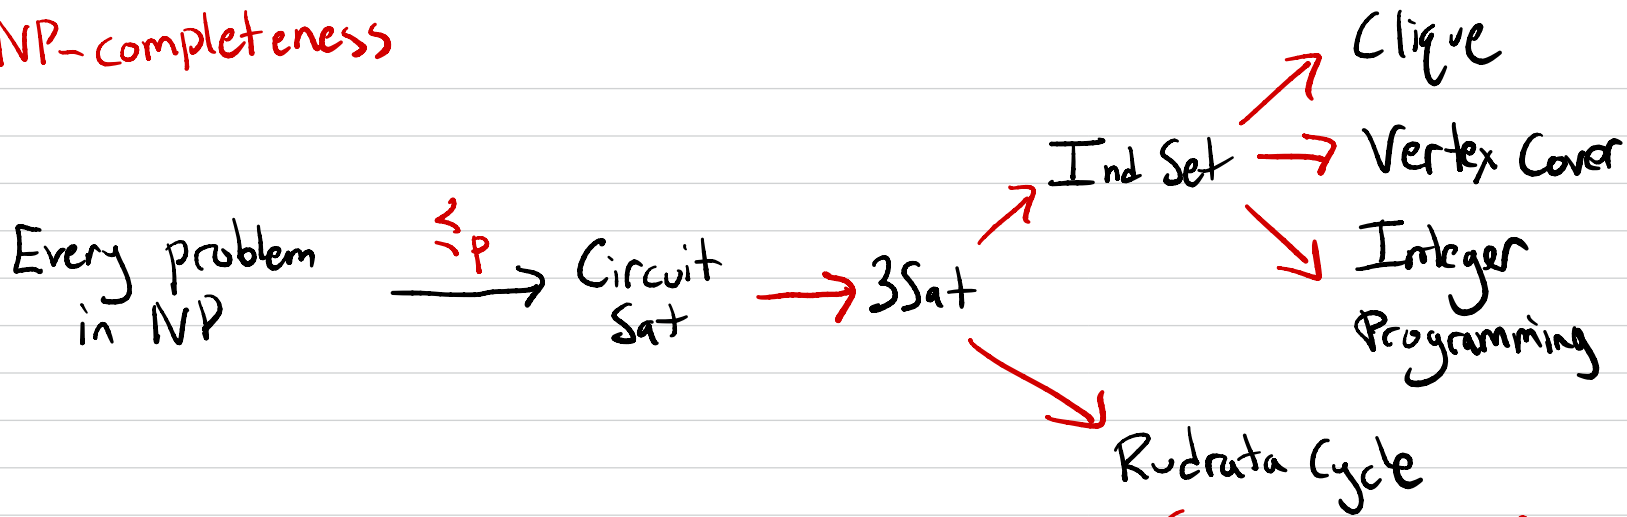 NP-completeness
Every problem
in NP
≤p
Circuit
Sat
3Sat
Ind Set
Clique
Vertex Cover
Integer
Programming
Rudrata Cycle